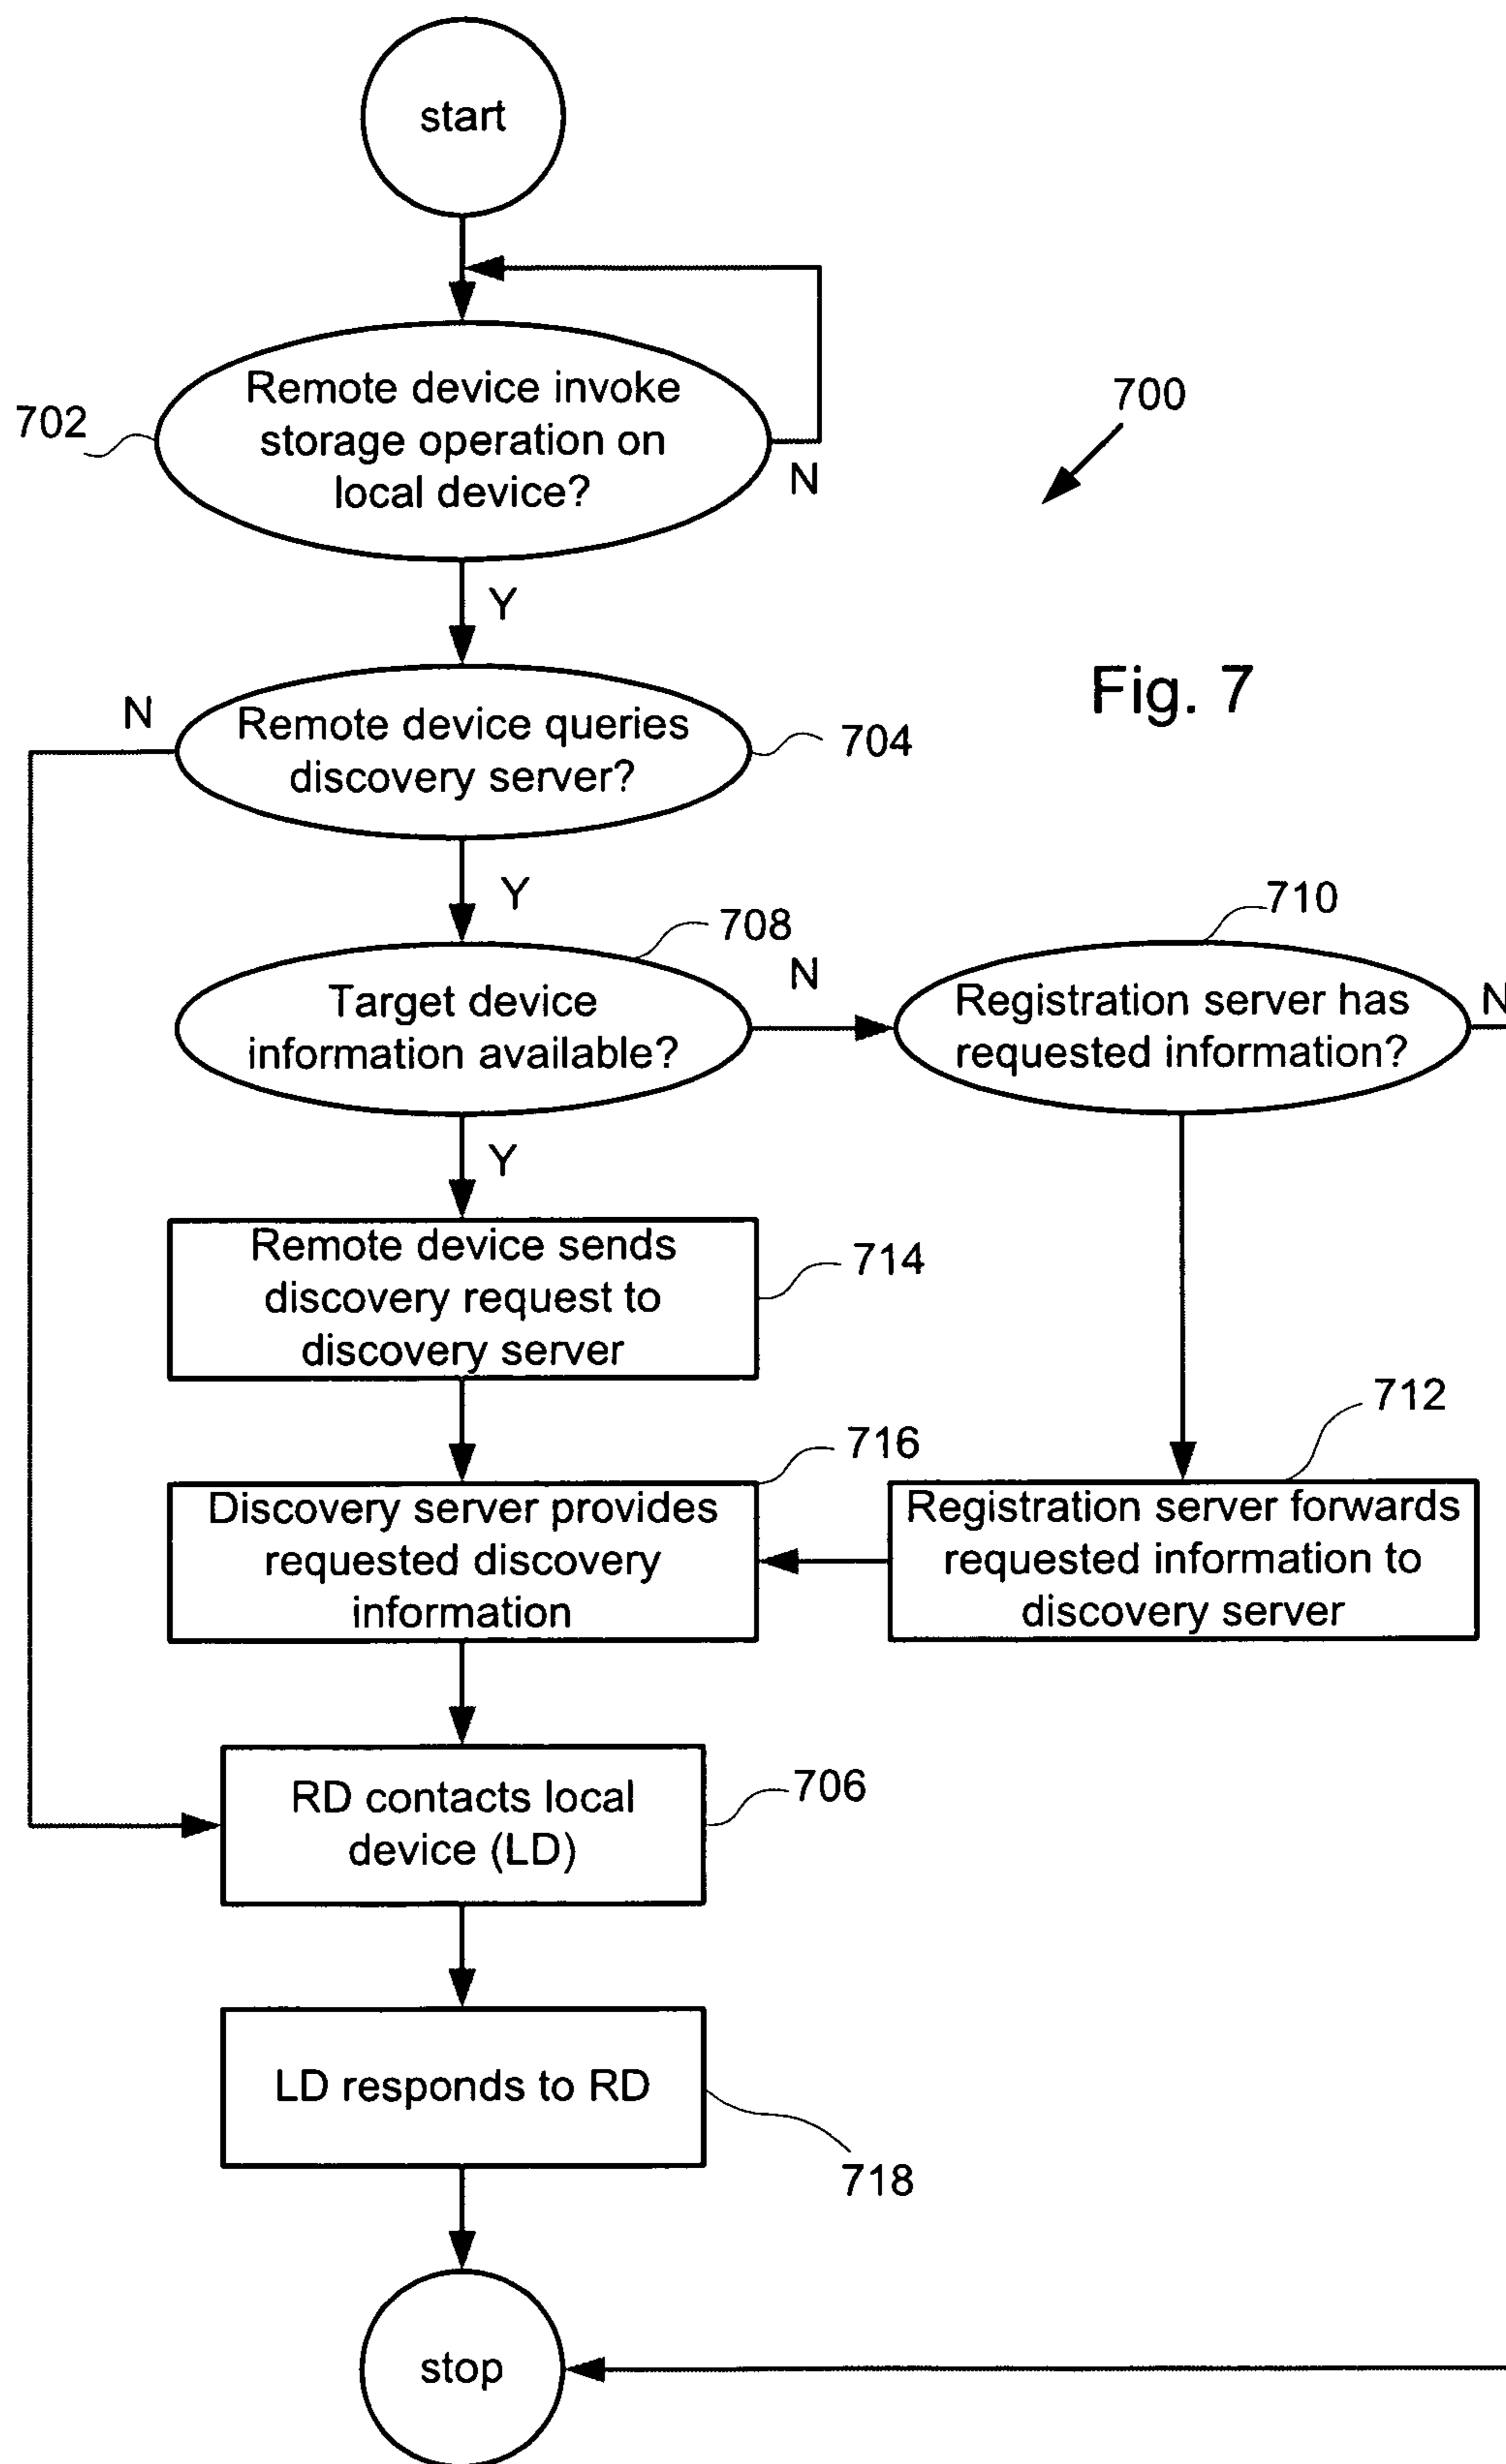 start
Remote device invoke
storage operation on
local device?
702
N
700
Y
Fig. 7
N
Remote device queries
discovery server?
704
Y
708
710
Target device
information available?
N
Registration server has
requested information?
N
Y
Remote device sends
discovery request to
discovery server
714
712
716
Discovery server provides
requested discovery
information
Registration server forwards
requested information to
discovery server
RD contacts local
device (LD)
706
LD responds to RD
718
stop